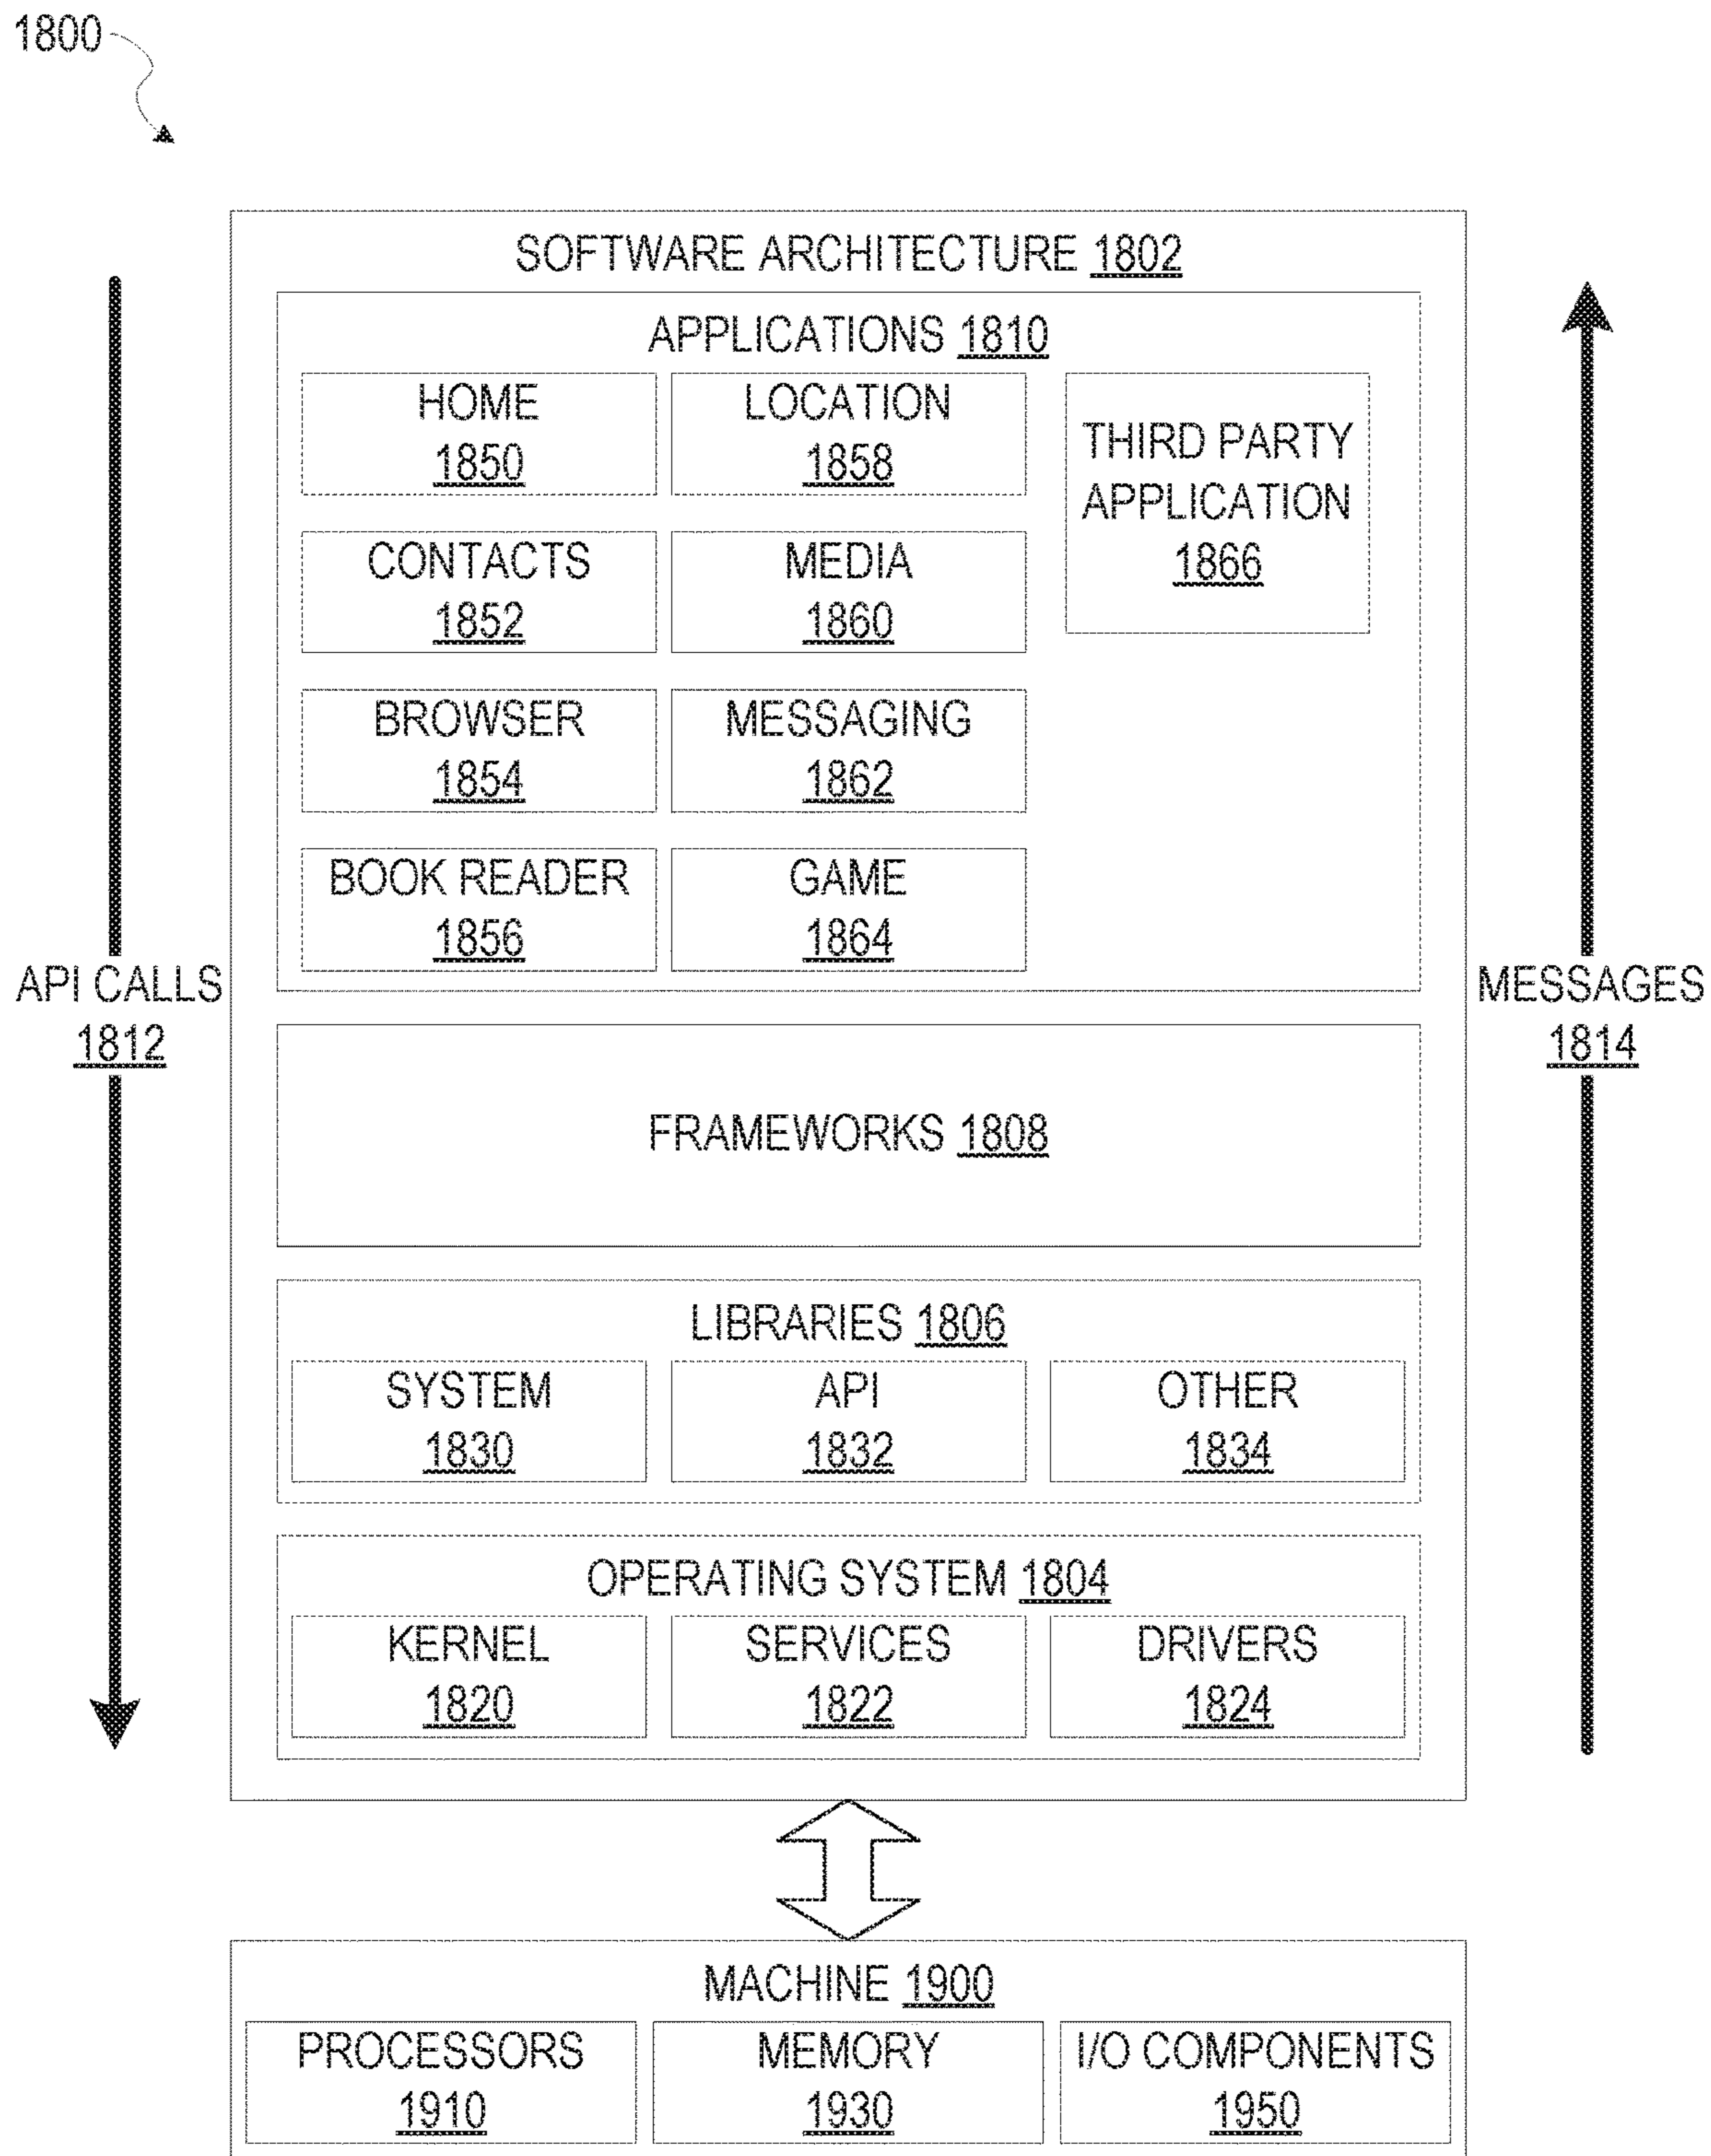 1800
SOFTWARE ARCHITECTURE 1802
APPLICATIONS 1810
HOME
1850
LOCATION
1858
THIRD PARTY
APPLICATION
1866
CONTACTS
1852
MEDIA
1860
BROWSER
1854
MESSAGING
1862
BOOK READER
1856
GAME
1864
API CALLS
1812
MESSAGES
1814
FRAMEWORKS 1808
LIBRARIES 1806
SYSTEM
1830
API
1832
OTHER
1834
OPERATING SYSTEM 1804
KERNEL
1820
SERVICES
1822
DRIVERS
1824
MACHINE 1900
PROCESSORS
1910
MEMORY
1930
I/O COMPONENTS
1950